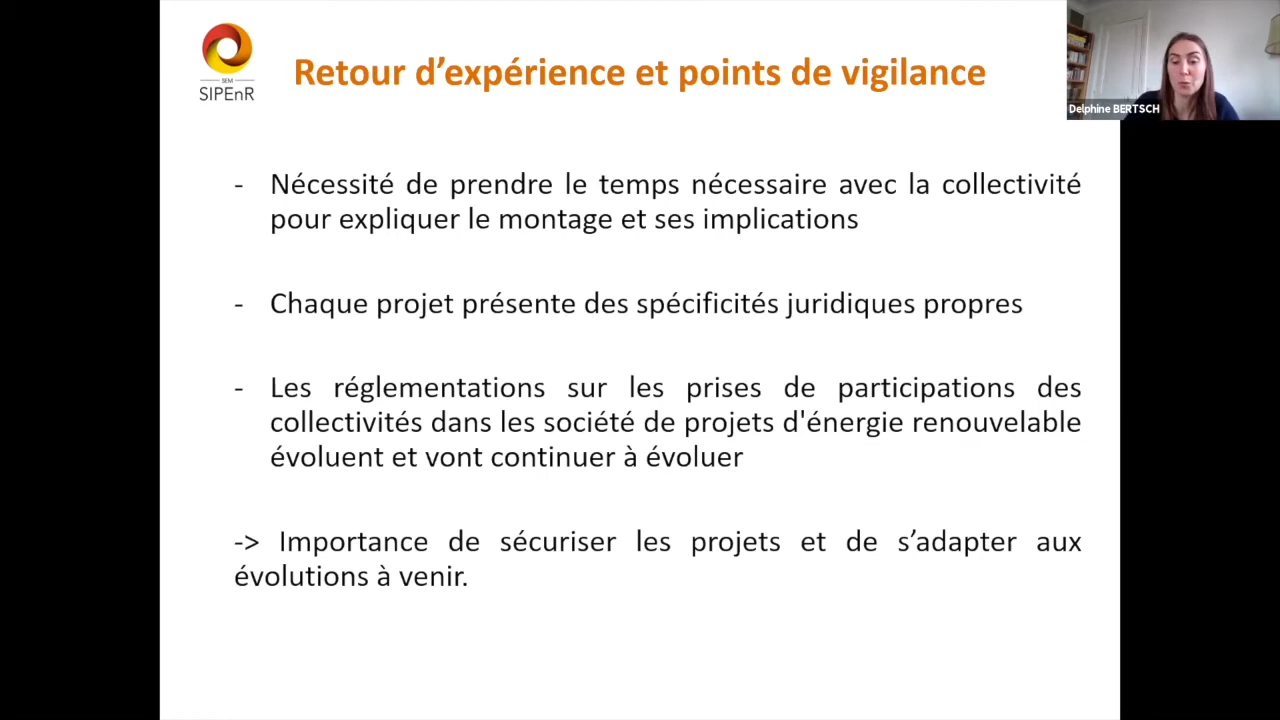 SEM
SIPEnR
Retour d’expérience et points de vigilance
Delphine BERTSCH
- Nécessité de prendre le temps nécessaire avec la collectivité
pour expliquer le montage et ses implications
- Chaque projet présente des spécificités juridiques propres
- Les réglementations sur les prises de participations des
collectivités dans les société de projets d'énergie renouvelable
évoluent et vont continuer à évoluer
-> Importance de sécuriser les projets et de s’adapter aux
évolutions à venir.